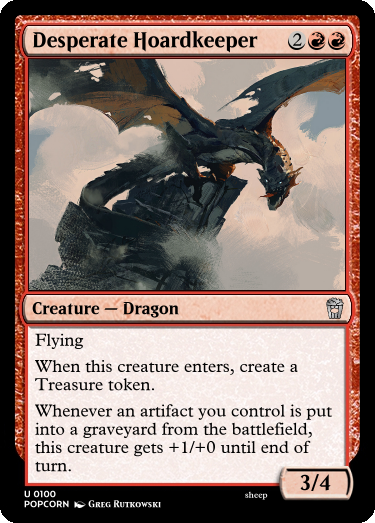 Desperate Hoardkeeper 2
Creature — Dragon
Flying
When this creature enters, create a
Treasure token.
Whenever an artifact you control is put
into a graveyard from the battlefield,
this creature gets +1/+0 until end of
turn.
3/4
U 0100
POPCORN Greg Rutkowski
sheep